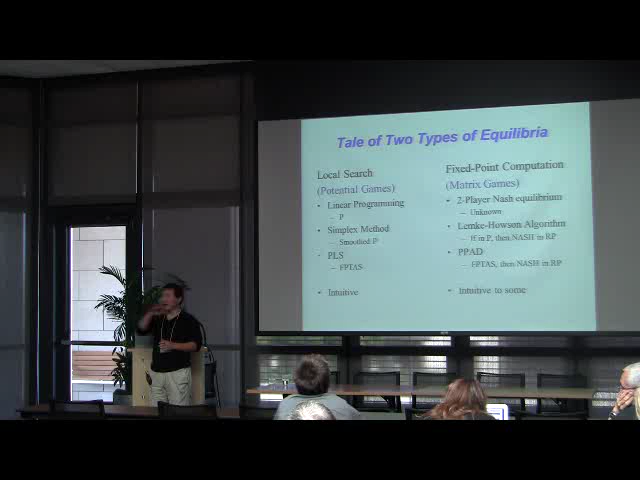 Tale of Two Types of Equilibria
Local Search
(Potential Games)
• Linear Programming
– P
• Simplex Method
– Smoothed P
• PLS
– FPTAS
• Intuitive
Fixed-Point Computation
(Matrix Games)
• 2-Player Nash equilibrium
– Unknown
• Lemke-Howson Algorithm
– If in P, then NASH in RP
• PPAD
– FPTAS, then NASH in RP
• Intuitive to some